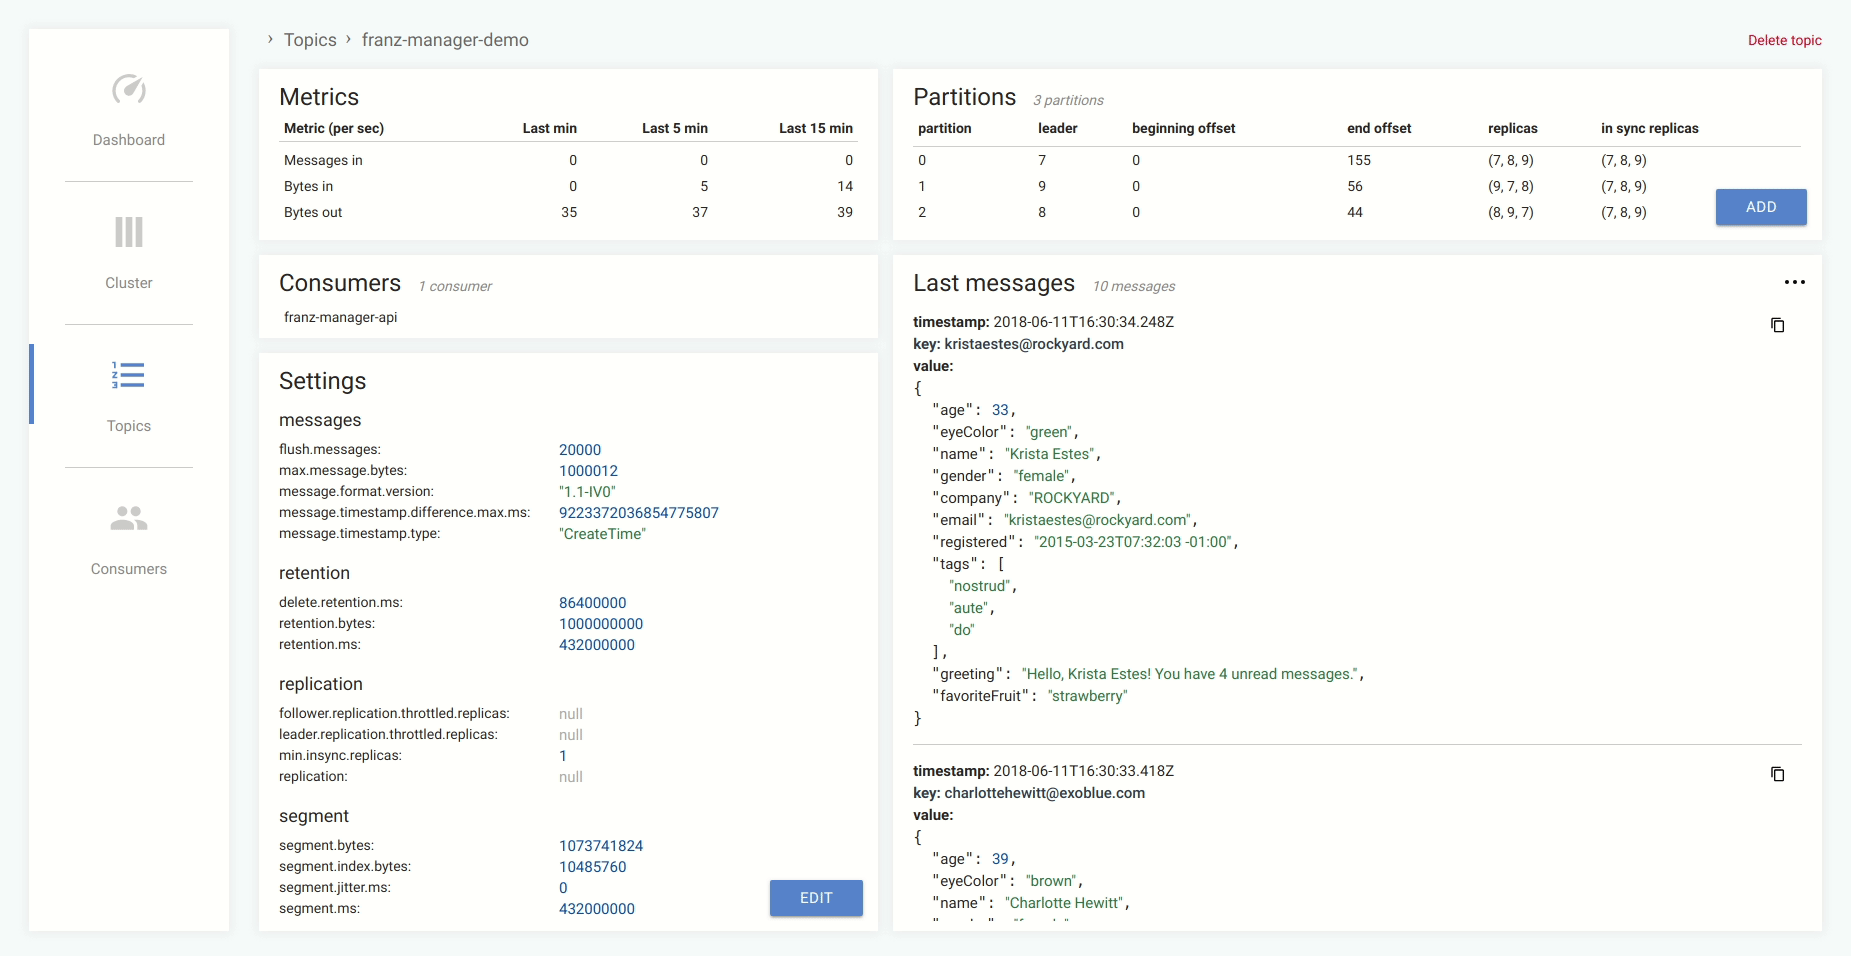 Dashboard
Cluster
Topics
Consumers
› Topics › franz-manager-demo
Delete topic
Metrics
Metric (per sec) Last min Last 5 min Last 15 min
Messages in 0 0 0
Bytes in 0 5 14
Bytes out 35 37 39
Partitions 3 partitions
partition leader beginning offset end offset replicas in sync replicas
0 7 0 155 (7, 8, 9) (7, 8, 9)
1 9 0 56 (9, 7, 8) (7, 8, 9)
2 8 0 44 (8, 9, 7) (7, 8, 9)
ADD
Consumers 1 consumer
franz-manager-api
Settings
messages
flush.messages: 20000
max.message.bytes: 1000012
message.format.version: "1.1-IV0"
message.timestamp.difference.max.ms: 9223372036854775807
message.timestamp.type: "CreateTime"
retention
delete.retention.ms: 86400000
retention.bytes: 1000000000
retention.ms: 432000000
replication
follower.replication.throttled.replicas: null
leader.replication.throttled.replicas: null
min.insync.replicas: 1
replication: null
segment
segment.bytes: 1073741824
segment.index.bytes: 10485760
segment.jitter.ms: 0
segment.ms: 432000000
EDIT
Last messages 10 messages
timestamp: 2018-06-11T16:30:34.248Z
key: kristaestes@rockyard.com
value:
{
"age": 33,
"eyeColor": "green",
"name": "Krista Estes",
"gender": "female",
"company": "ROCKYARD",
"email": "kristaestes@rockyard.com",
"registered": "2015-03-23T07:32:03 -01:00",
"tags": [
"nostrud",
"aute",
"do"
],
"greeting": "Hello, Krista Estes! You have 4 unread messages.",
"favoriteFruit": "strawberry"
}
timestamp: 2018-06-11T16:30:33.418Z
key: charlottehewitt@exoblue.com
value:
{
"age": 39,
"eyeColor": "brown",
"name": "Charlotte Hewitt",